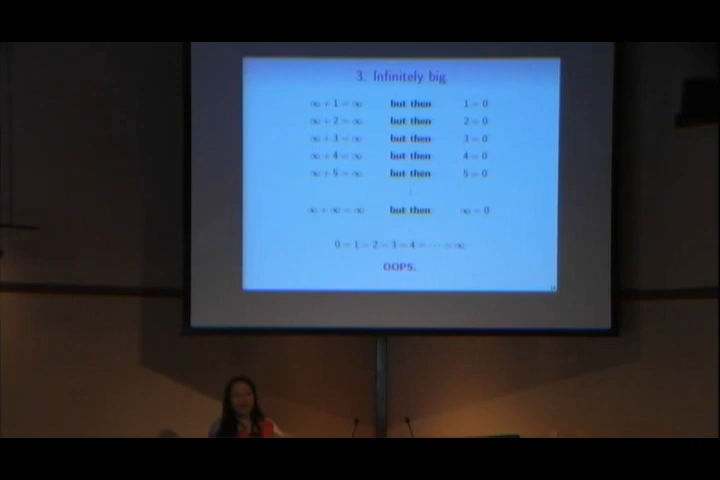 3. Infinitely big
∞ + 1 = ∞ but then 1 = 0
∞ + 2 = ∞ but then 2 = 0
∞ + 3 = ∞ but then 3 = 0
∞ + 4 = ∞ but then 4 = 0
∞ + 5 = ∞ but then 5 = 0
⋮
∞ + ∞ = ∞ but then ∞ = 0
0 = 1 = 2 = 3 = 4 = ⋯ = ∞
OOPS.